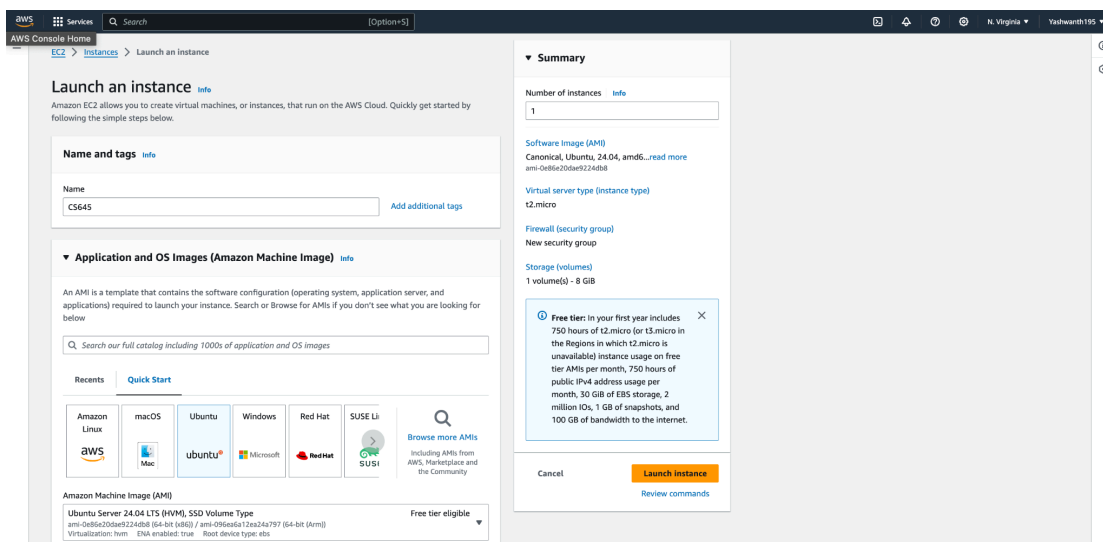 aws
Services
Search
[Option+S]
N. Virginia
Yashwanth195
AWS Console Home
EC2 > Instances > Launch an instance
Launch an instance Info
Amazon EC2 allows you to create virtual machines, or instances, that run on the AWS Cloud. Quickly get started by
following the simple steps below.
Name and tags Info
Name
CS645
Add additional tags
Application and OS Images (Amazon Machine Image) Info
An AMI is a template that contains the software configuration (operating system, application server, and
applications) required to launch your instance. Search or Browse for AMIs if you don't see what you are looking for
below
Search our full catalog including 1000s of application and OS images
Recents
Quick Start
Amazon
Linux
aws
macOS
Mac
Ubuntu
ubuntu®
Windows
Microsoft
Red Hat
Red Hat
SUSE Li
SUSI
Browse more AMIs
Including AMIs from
AWS, Marketplace and
the Community
Amazon Machine Image (AMI)
Ubuntu Server 24.04 LTS (HVM), SSD Volume Type
Free tier eligible
ami-0e86e20dae9224db8 (64-bit (x86)) / ami-096ea6a12ea24a797 (64-bit (Arm))
Virtualization: hvm ENA enabled: true Root device type: ebs
Summary
Number of instances Info
1
Software Image (AMI)
Canonical, Ubuntu, 24.04, amd6...read more
ami-0e86e20dae9224db8
Virtual server type (instance type)
t2.micro
Firewall (security group)
New security group
Storage (volumes)
1 volume(s) - 8 GiB
Free tier: In your first year includes
750 hours of t2.micro (or t3.micro in
the Regions in which t2.micro is
unavailable) instance usage on free
tier AMIs per month, 750 hours of
public IPv4 address usage per
month, 30 GiB of EBS storage, 2
million IOs, 1 GB of snapshots, and
100 GB of bandwidth to the internet.
Cancel
Launch instance
Review commands